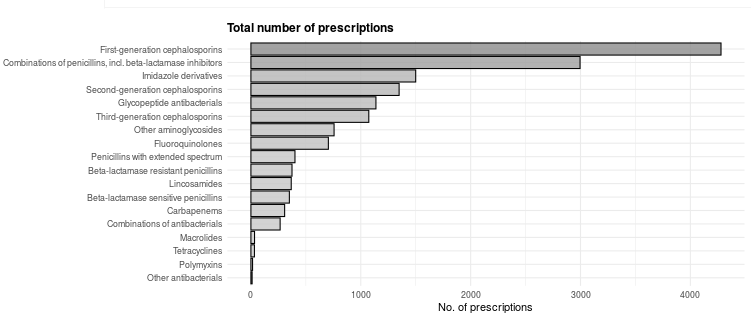 Total number of prescriptions
First-generation cephalosporins
Combinations of penicillins, incl. beta-lactamase inhibitors
Imidazole derivatives
Second-generation cephalosporins
Glycopeptide antibacterials
Third-generation cephalosporins
Other aminoglycosides
Fluoroquinolones
Penicillins with extended spectrum
Beta-lactamase resistant penicillins
Lincosamides
Beta-lactamase sensitive penicillins
Carbapenems
Combinations of antibacterials
Macrolides
Tetracyclines
Polymyxins
Other antibacterials
0 1000 2000 3000 4000
No. of prescriptions